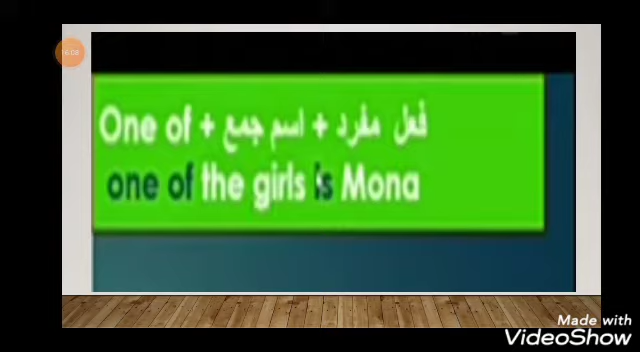 One of + اسم جمع + فعل مفرد
one of the girls is Mona
Made with
VideoShow